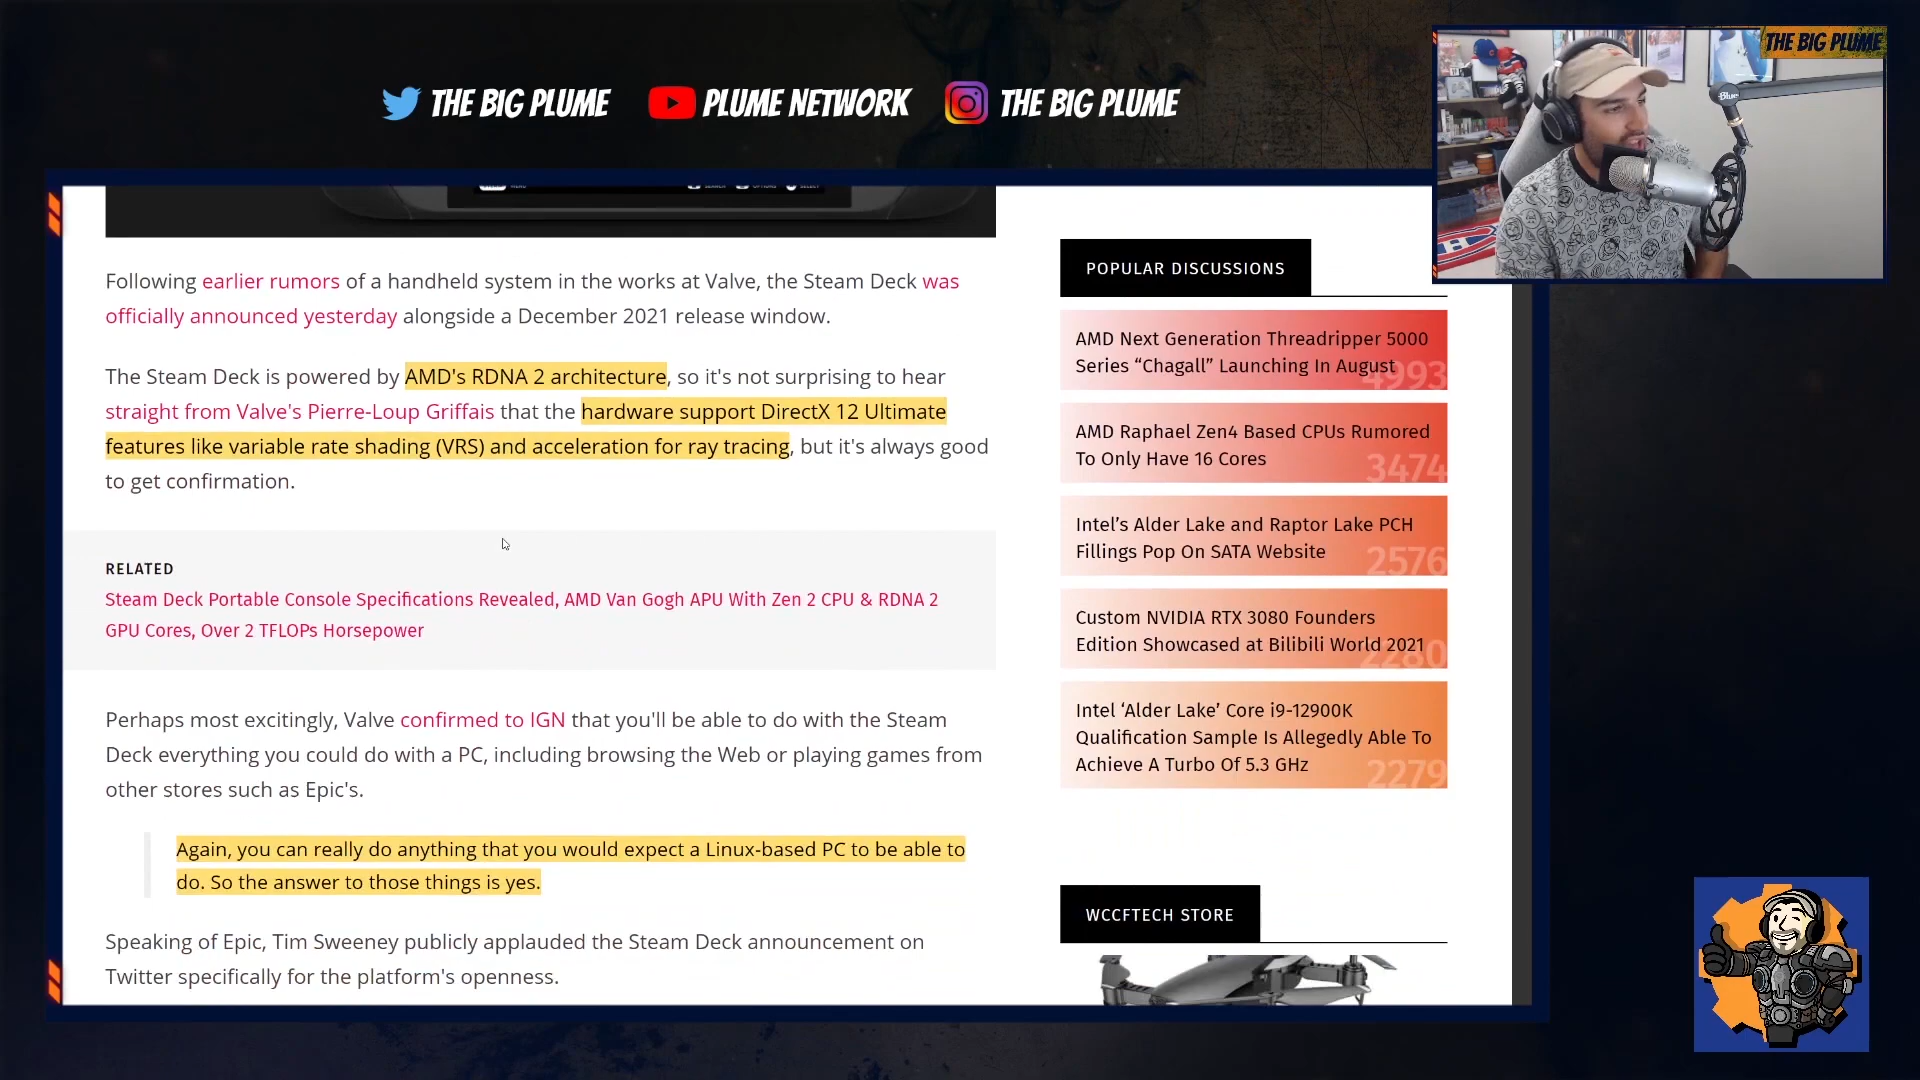 THE BIG PLUME
PLUME NETWORK
THE BIG PLUME
THE BIG PLUME
Blue
Following earlier rumors of a handheld system in the works at Valve, the Steam Deck was
officially announced yesterday alongside a December 2021 release window.
The Steam Deck is powered by AMD's RDNA 2 architecture, so it's not surprising to hear
straight from Valve's Pierre-Loup Griffais that the hardware support DirectX 12 Ultimate
features like variable rate shading (VRS) and acceleration for ray tracing, but it's always good
to get confirmation.
RELATED
Steam Deck Portable Console Specifications Revealed, AMD Van Gogh APU With Zen 2 CPU & RDNA 2
GPU Cores, Over 2 TFLOPs Horsepower
Perhaps most excitingly, Valve confirmed to IGN that you'll be able to do with the Steam
Deck everything you could do with a PC, including browsing the Web or playing games from
other stores such as Epic's.
Again, you can really do anything that you would expect a Linux-based PC to be able to
do. So the answer to those things is yes.
Speaking of Epic, Tim Sweeney publicly applauded the Steam Deck announcement on
Twitter specifically for the platform's openness.
POPULAR DISCUSSIONS
AMD Next Generation Threadripper 5000
Series “Chagall” Launching In August
4993
AMD Raphael Zen4 Based CPUs Rumored
To Only Have 16 Cores
3474
Intel’s Alder Lake and Raptor Lake PCH
Fillings Pop On SATA Website
2576
Custom NVIDIA RTX 3080 Founders
Edition Showcased at Bilibili World 2021
2280
Intel ‘Alder Lake’ Core i9-12900K
Qualification Sample Is Allegedly Able To
Achieve A Turbo Of 5.3 GHz
2279
WCCFTECH STORE